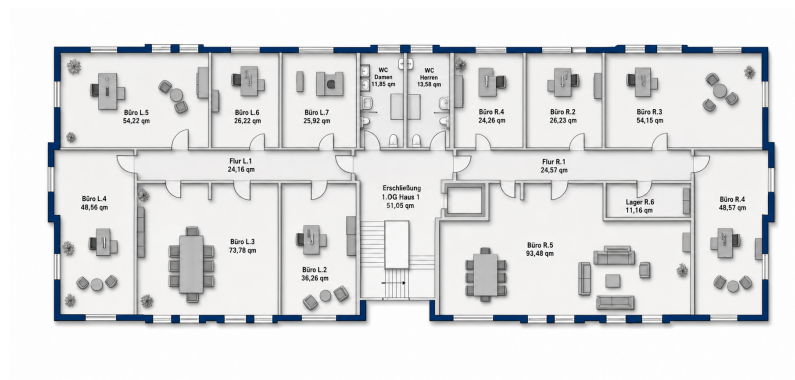 Büro L.5
54,22 qm
Büro L.6
26,22 qm
Büro L.7
25,92 qm
WC
Damen
11,85 qm
WC
Herren
13,58 qm
Büro R.4
24,26 qm
Büro R.2
26,23 qm
Büro R.3
54,15 qm
Flur L.1
24,16 qm
Flur R.1
24,57 qm
Büro L.4
48,56 qm
Erschließung
1.OG Haus 1
51,05 qm
Lager R.6
11,16 qm
Büro R.4
48,57 qm
Büro L.3
73,78 qm
Büro L.2
36,26 qm
Büro R.5
93,48 qm